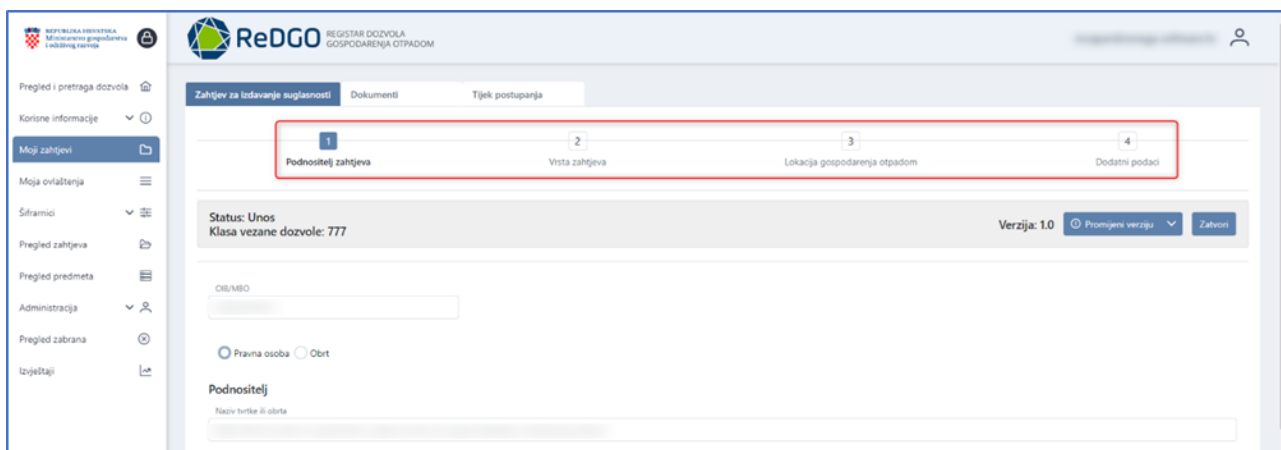 REPUBLIKA HRVATSKA
Ministarstvo gospodarstva
i održivog razvoja
ReDGO
REGISTAR DOZVOLA
GOSPODARENJA OTPADOM
Pregled i pretraga dozvola
Korisne informacije
Moji zahtjevi
Moja ovlaštenja
Šifrarnici
Pregled zahtjeva
Pregled predmeta
Administracija
Pregled zabrana
Izvještaji
Zahtjev za izdavanje suglasnosti
Dokumenti
Tijek postupanja
1
Podnositelj zahtjeva
2
Vrsta zahtjeva
3
Lokacija gospodarenja otpadom
4
Dodatni podaci
Status: Unos
Klasa vezane dozvole: 777
Verzija: 1.0
Promijeni verziju
Zatvori
OIB/MBO
Pravna osoba
Obrt
Podnositelj
Naziv tvrtke ili obrta